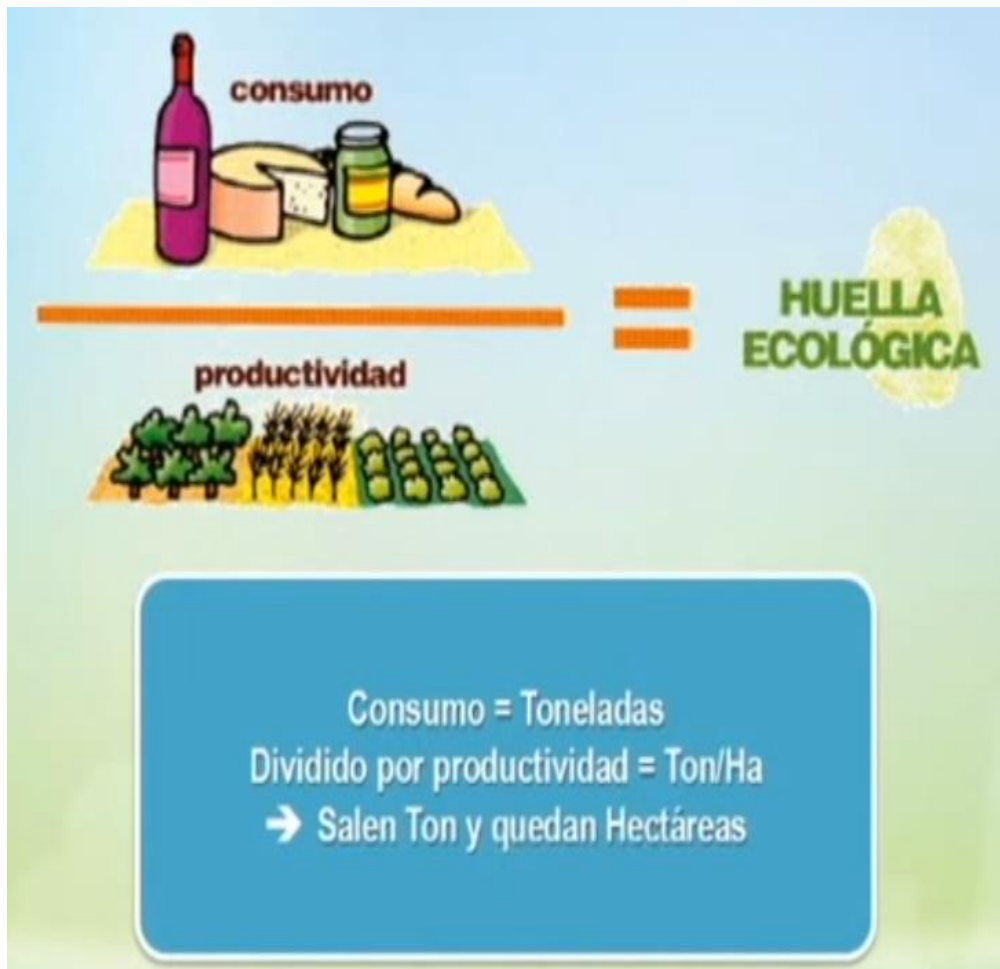 consumo
productividad
=
HUELLA
ECOLÓGICA
Consumo = Toneladas
Dividido por productividad = Ton/Ha
➔ Salen Ton y quedan Hectáreas